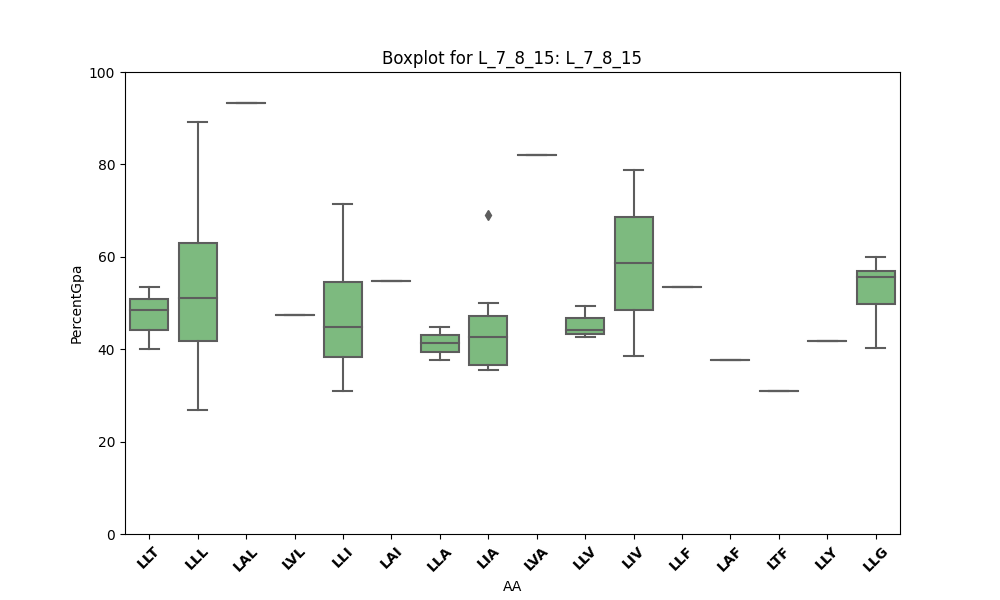 Boxplot for L_7_8_15: L_7_8_15
100
80
60
40
20
0
PercentGpa
LLT LLL LAL LVL LLI LAI LLA LIA LVA LLV LIV LLF LAF LTF LLY LLG
AA